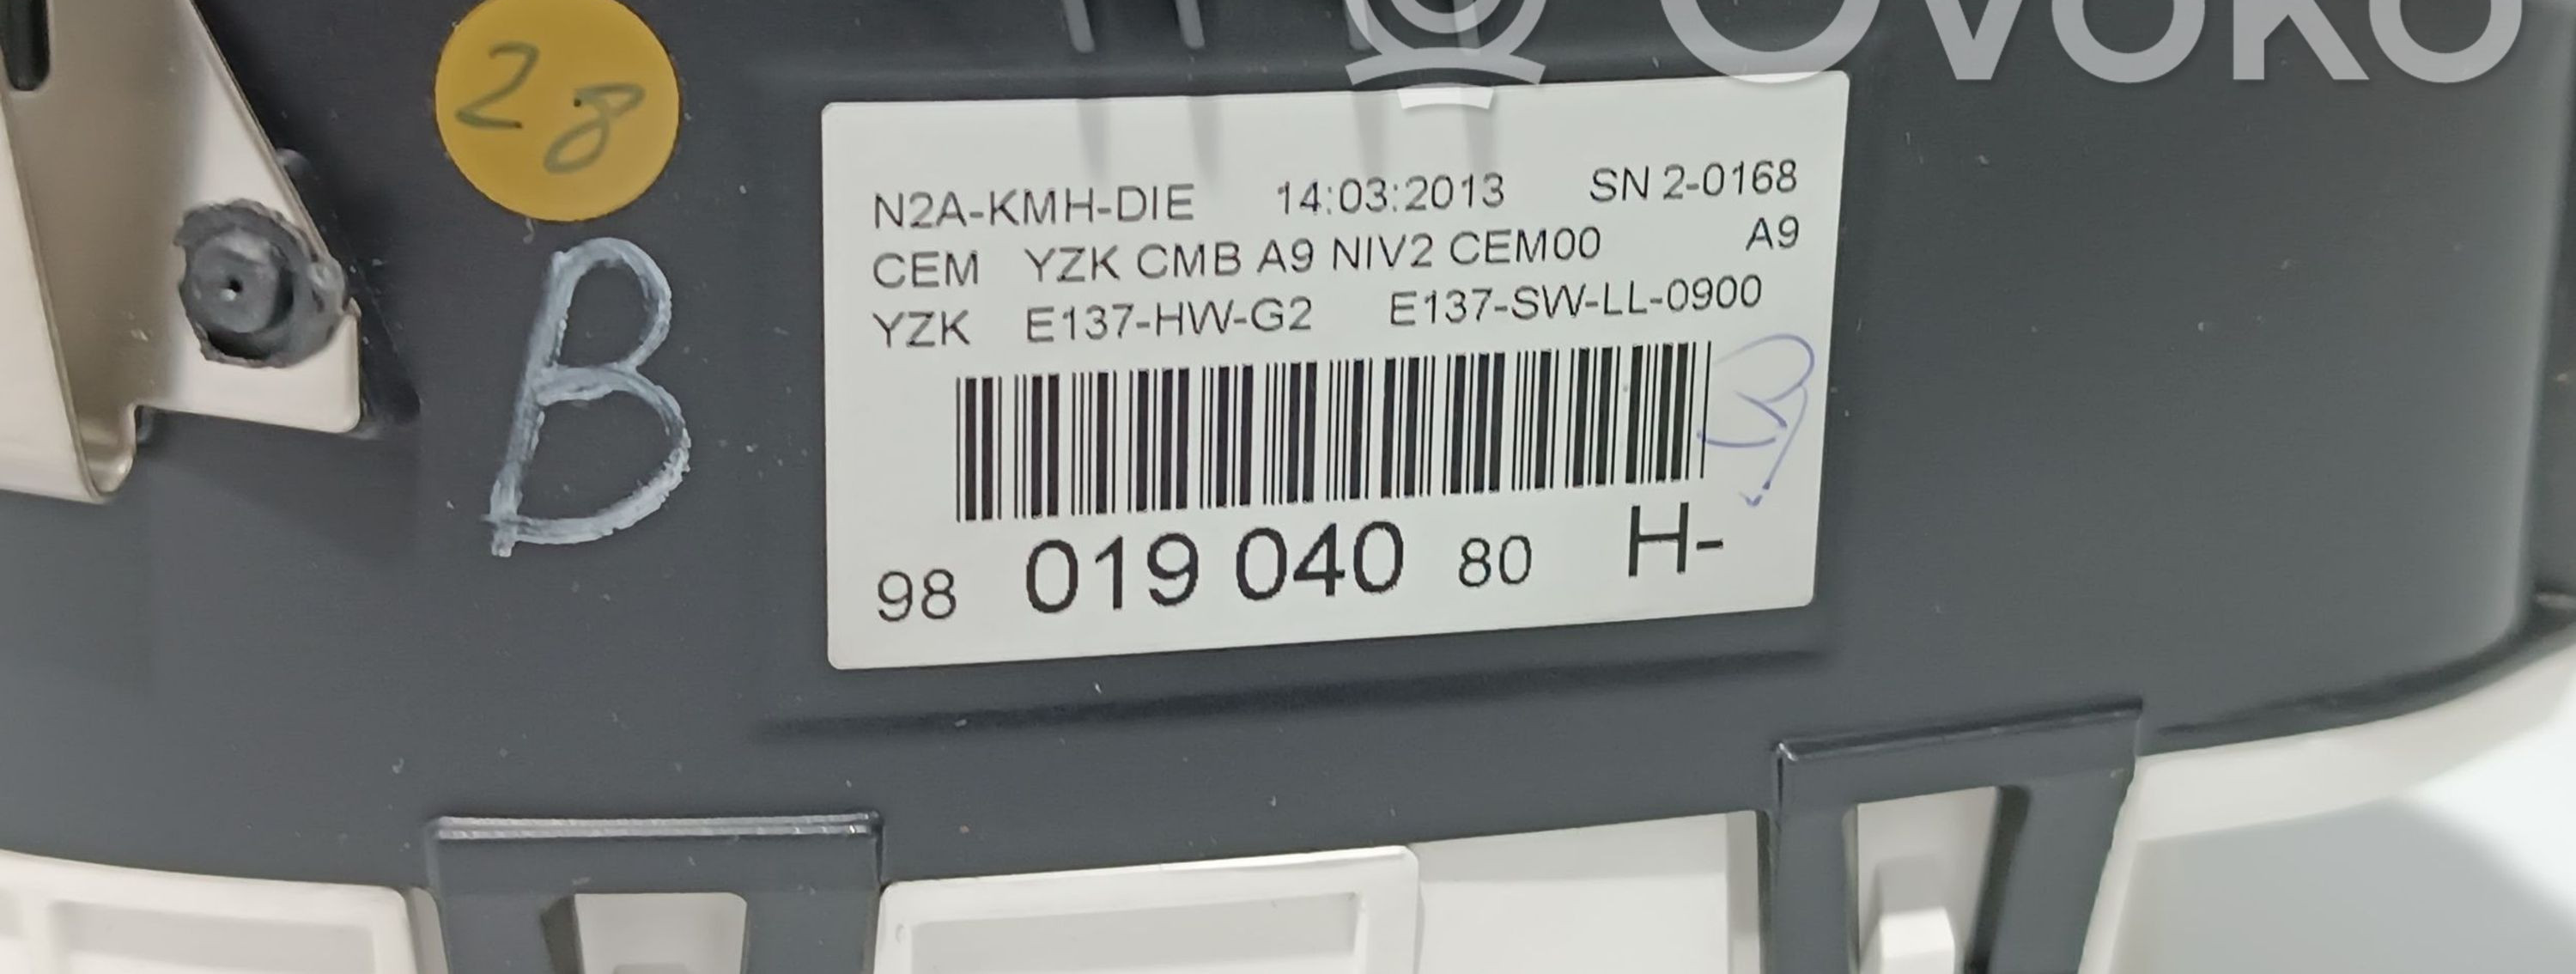 OVOKO
28
B
N2A-KMH-DIE 14:03:2013 SN 2-0168
CEM YZK CMB A9 NIV2 CEM00 A9
YZK E137-HW-G2 E137-SW-LL-0900
98 019 040 80 H-